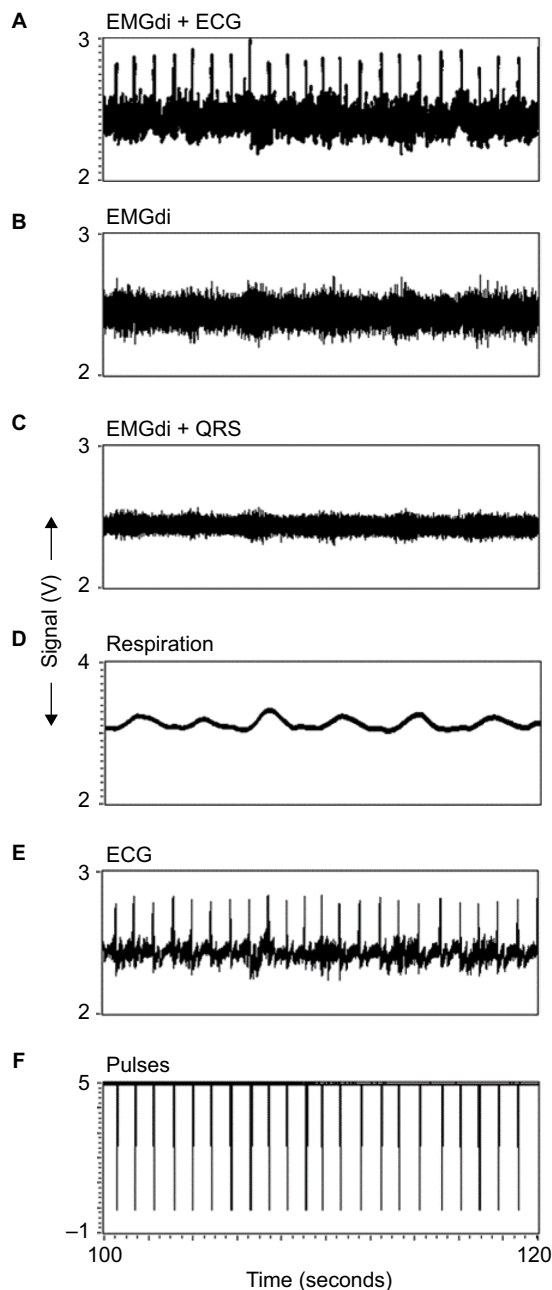 A
EMGdi + ECG
3
2
B
EMGdi
3
2
C
EMGdi + QRS
3
2
Signal (V)
D
Respiration
4
2
E
ECG
3
2
F
Pulses
5
–1
100
120
Time (seconds)